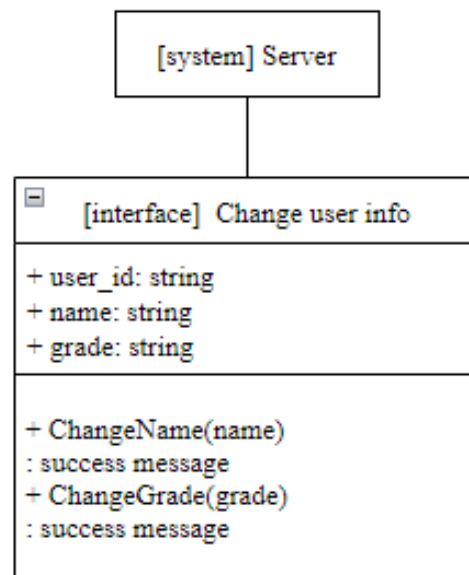 [system] Server
[interface] Change user info
+ user_id: string
+ name: string
+ grade: string
+ ChangeName(name)
: success message
+ ChangeGrade(grade)
: success message